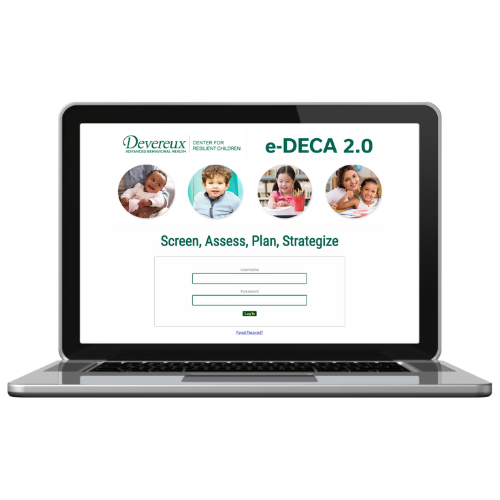 Devereux
ADVANCED BEHAVIORAL HEALTH
CENTER FOR
RESILIENT CHILDREN
e-DECA 2.0
Screen, Assess, Plan, Strategize
Username
Password
Log In
Forgot Password?